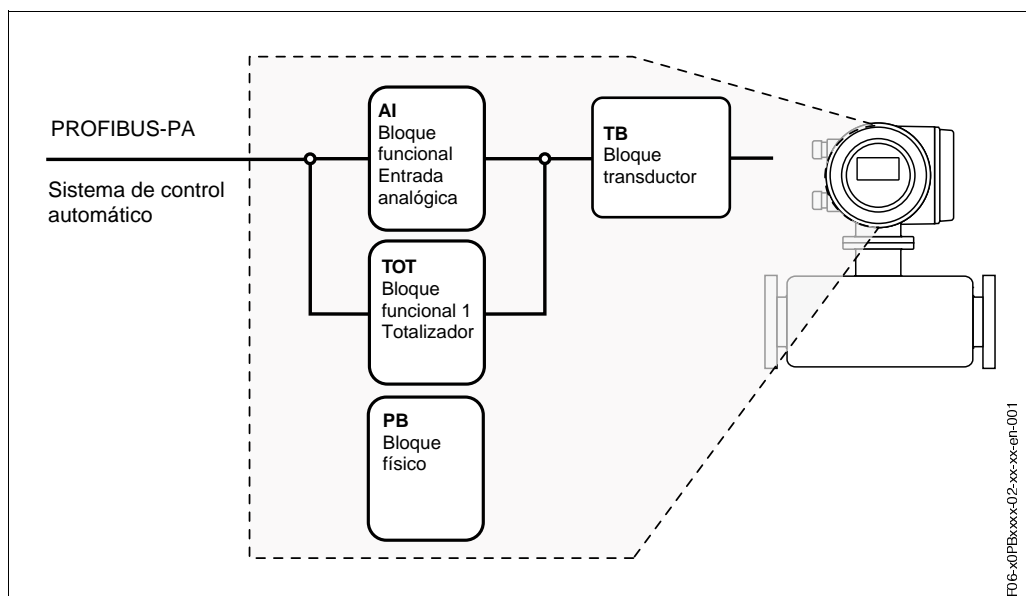 PROFIBUS-PA
Sistema de control
automático
AI
Bloque
funcional
Entrada
analógica
TOT
Bloque
funcional 1
Totalizador
PB
Bloque
físico
TB
Bloque
transductor
F06-x0PBxxxx-02-xx-xx-en-001